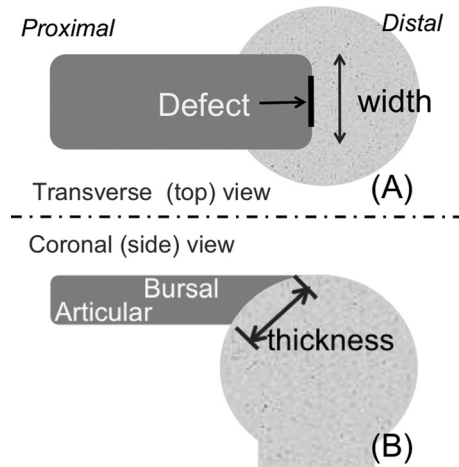 Proximal
Distal
Defect
width
Transverse (top) view
(A)
Coronal (side) view
Bursal
Articular
thickness
(B)